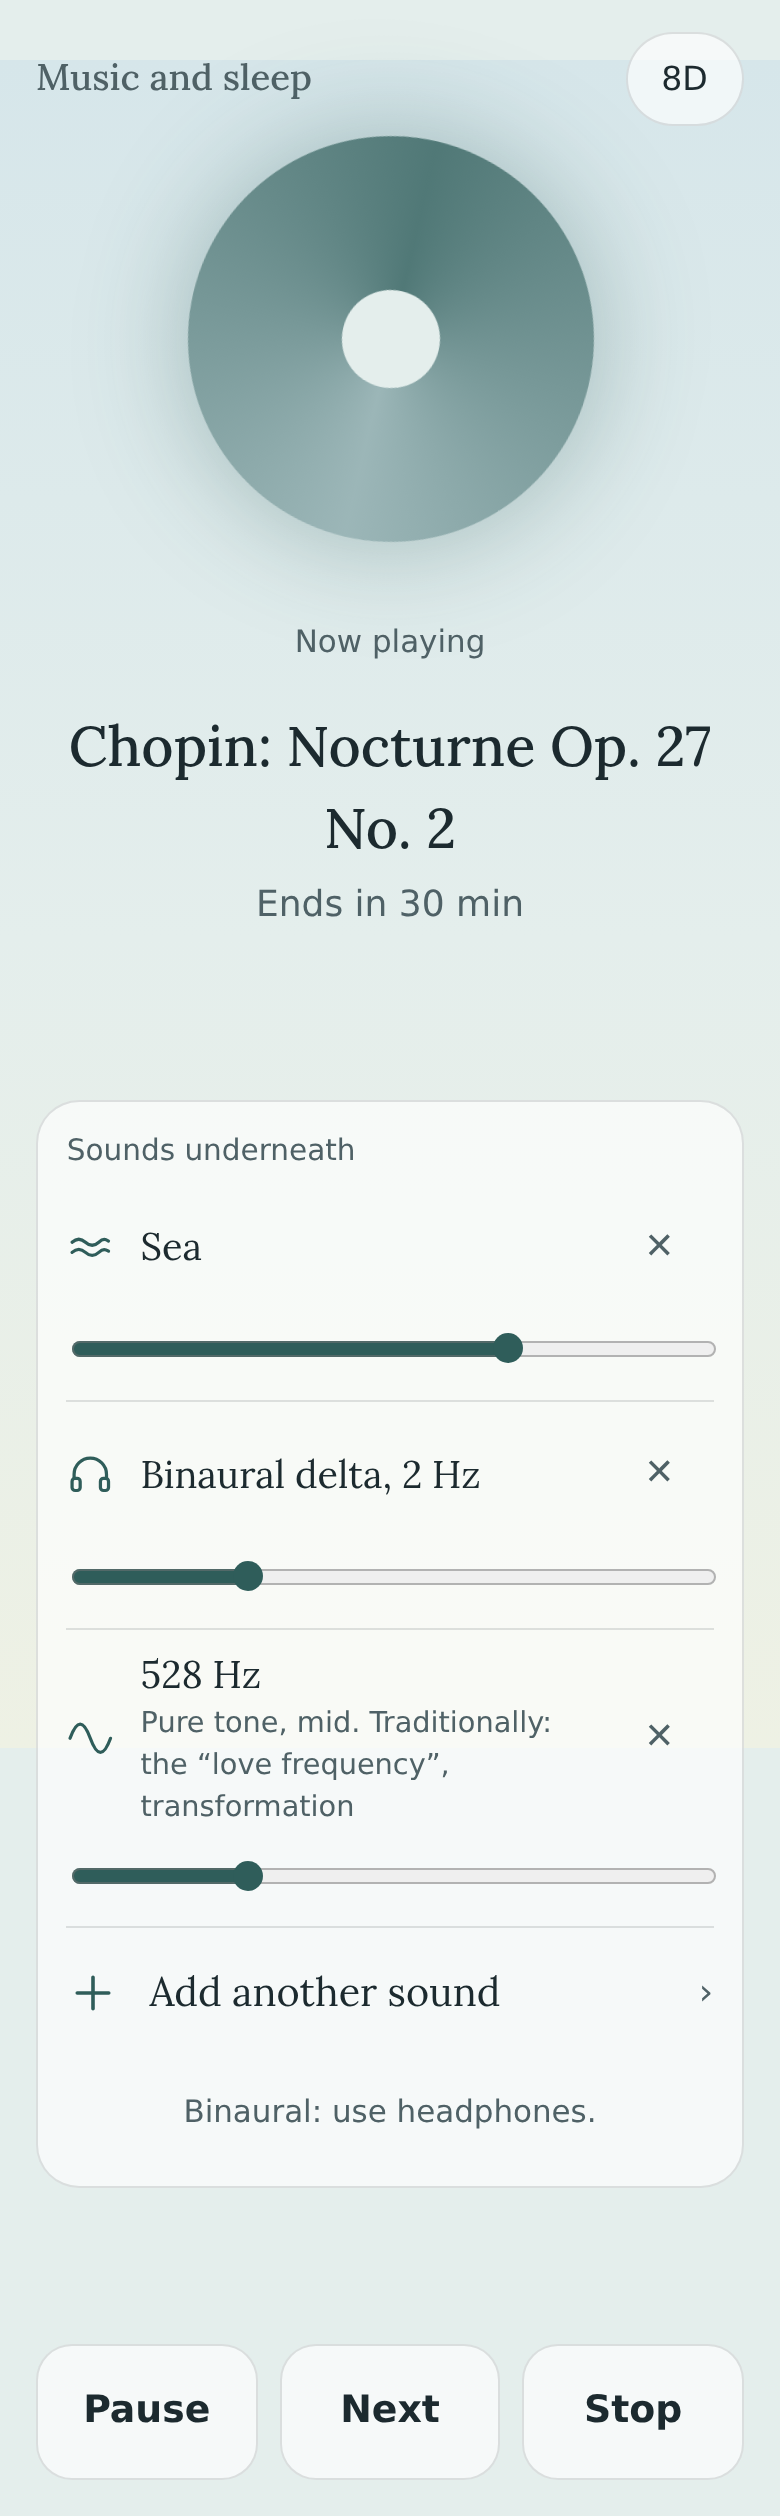 Music and sleep
8D
Now playing
Chopin: Nocturne Op. 27
No. 2
Ends in 30 min
Sounds underneath
Sea
✕
Binaural delta, 2 Hz
✕
528 Hz
Pure tone, mid. Traditionally:
the “love frequency”,
transformation
✕
Add another sound
›
Binaural: use headphones.
Pause
Next
Stop